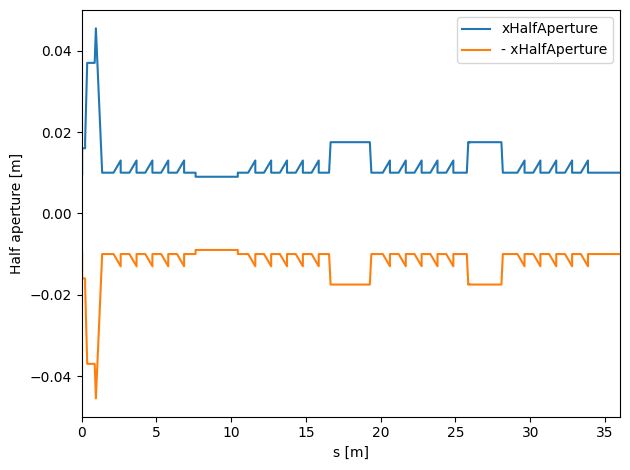 xHalfAperture
- xHalfAperture
Half aperture [m]
0.04
0.02
0.00
−0.02
−0.04
0 5 10 15 20 25 30 35
s [m]